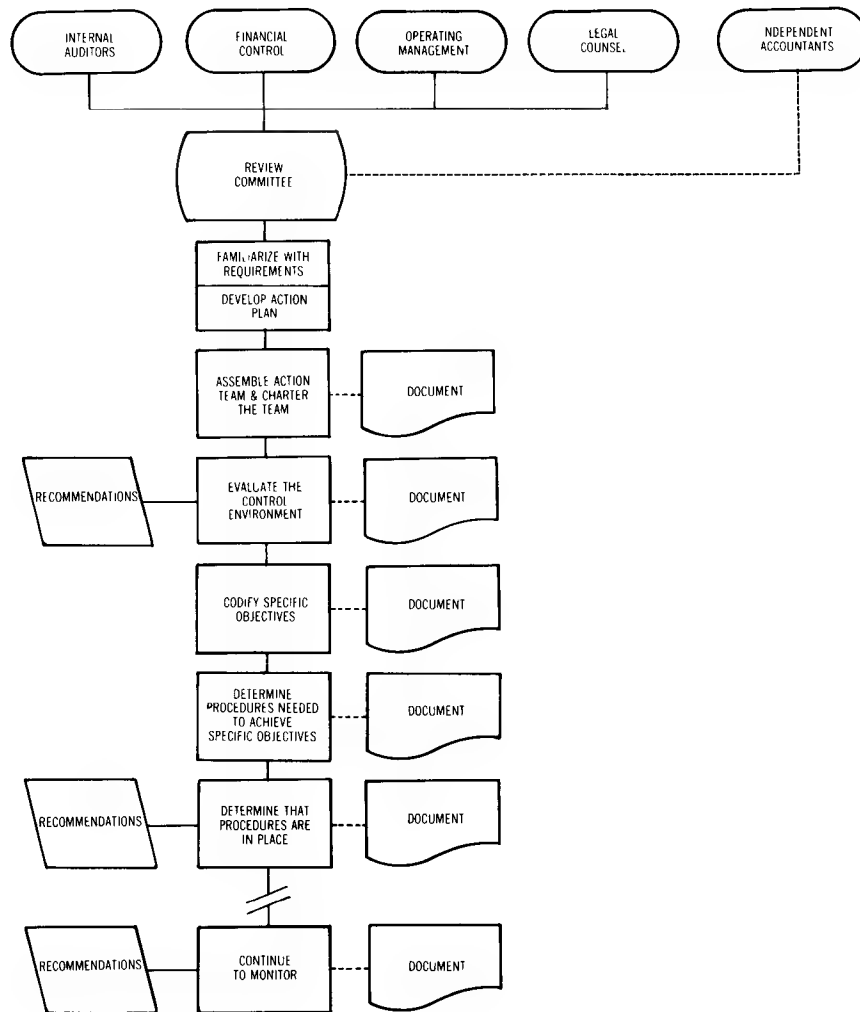 INTERNAL
AUDITORS
FINANCIAL
CONTROL
OPERATING
MANAGEMENT
LEGAL
COUNSEL
NDEPENDENT
ACCOUNTANTS
REVIEW
COMMITTEE
FAMILIARIZE WITH
REQUIREMENTS
DEVELOP ACTION
PLAN
ASSEMBLE ACTION
TEAM & CHARTER
THE TEAM
DOCUMENT
RECOMMENDATIONS
EVALUATE THE
CONTROL
ENVIRONMENT
DOCUMENT
CODIFY SPECIFIC
OBJECTIVES
DOCUMENT
DETERMINE
PROCEDURES NEEDED
TO ACHIEVE
SPECIFIC OBJECTIVES
DOCUMENT
RECOMMENDATIONS
DETERMINE THAT
PROCEDURES ARE
IN PLACE
DOCUMENT
RECOMMENDATIONS
CONTINUE
TO MONITOR
DOCUMENT